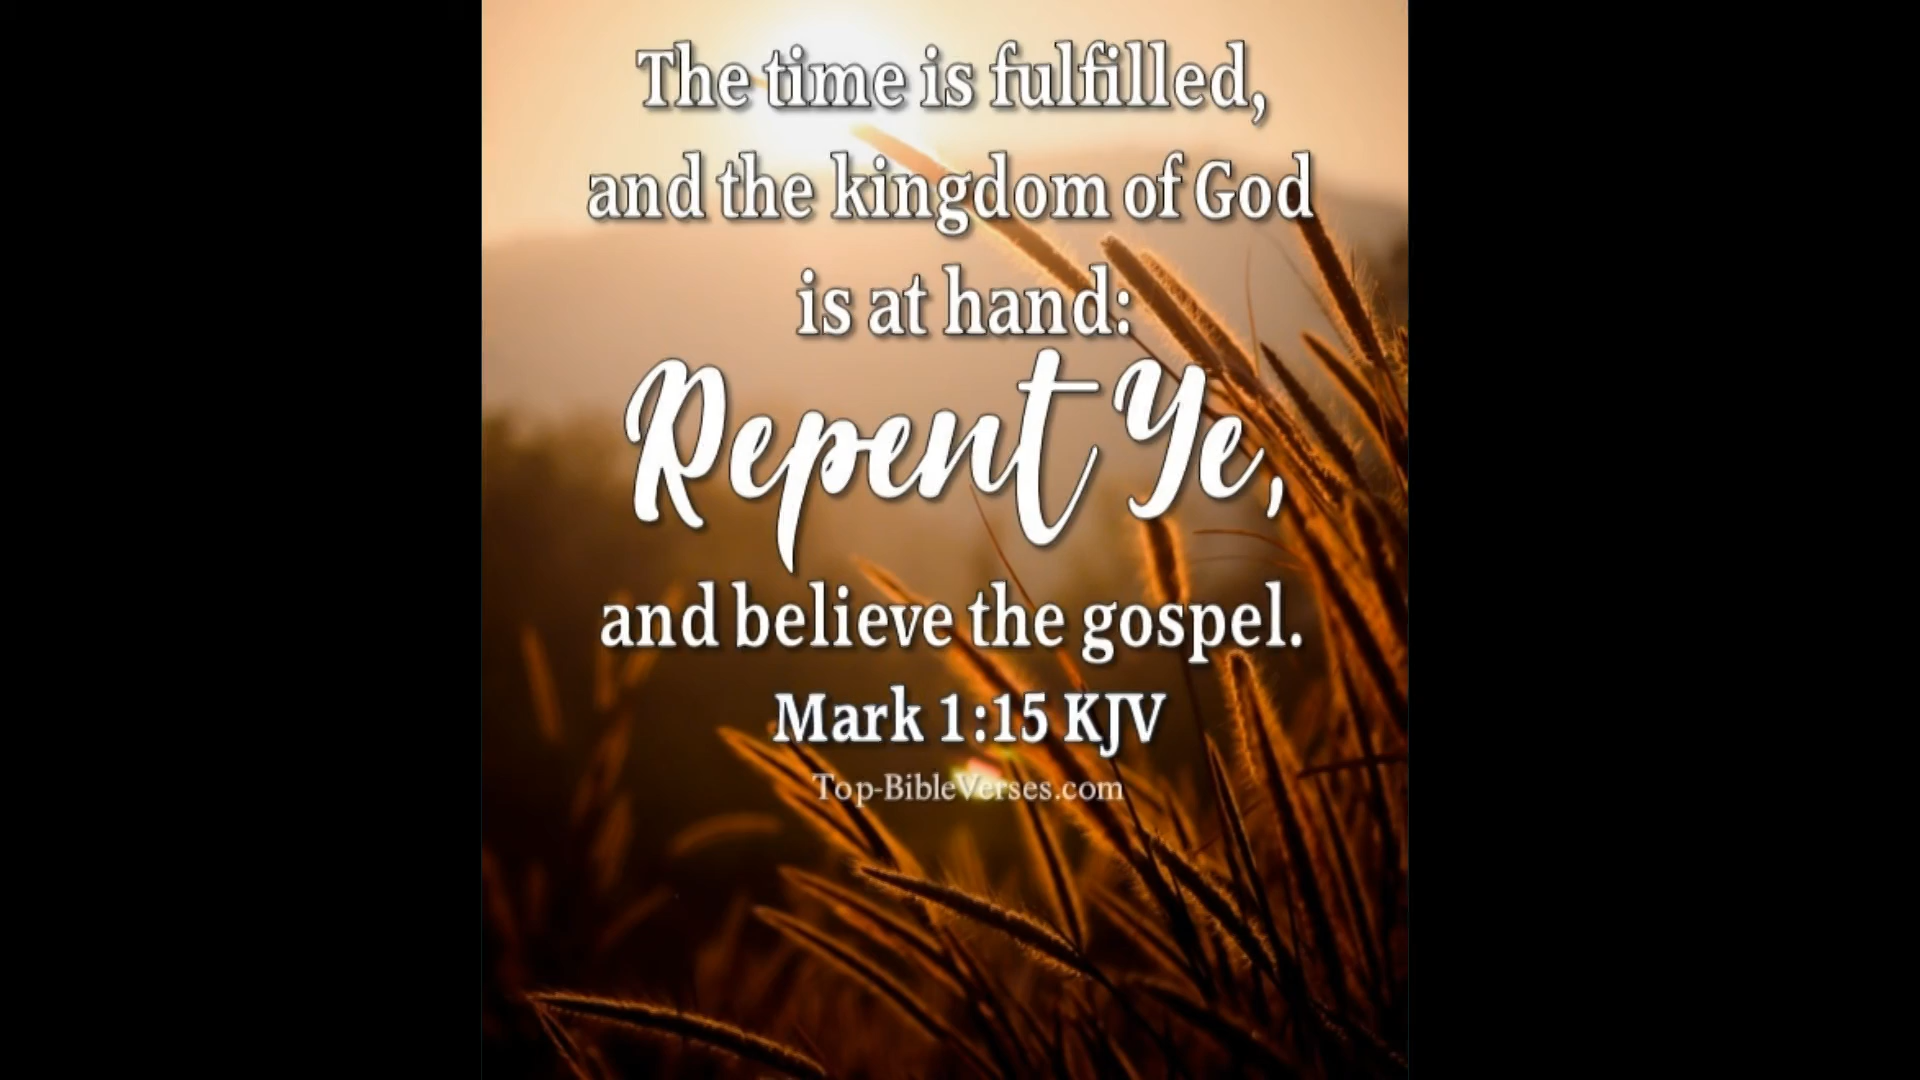 The time is fulfilled,
and the kingdom of God
is at hand:
Repent Ye,
and believe the gospel.
Mark 1:15 KJV
Top-BibleVerses.com